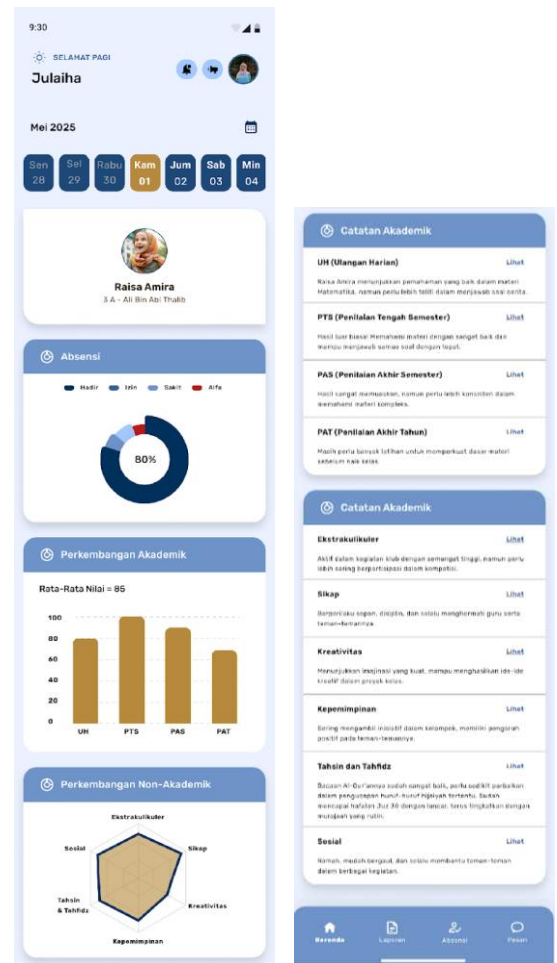 9:30
SELAMAT PAGI
Julaiha
Mei 2025
Sen Sel Rabu Kam Jum Sab Min
28 29 30 01 02 03 04
Raisa Amira
3 A - Ali Bin Abi Thalib
Absensi
Hadir Izin Sakit Alfa
80%
Perkembangan Akademik
Rata-Rata Nilai = 85
100
80
60
40
20
0
UH PTS PAS PAT
Perkembangan Non-Akademik
Ekstrakulikuler
Sosial Sikap
Tahsin
& Tahfidz Kreativitas
Kepemimpinan
Catatan Akademik
UH (Ulangan Harian) Lihat
Raisa Amira menunjukkan pemahaman yang baik dalam materi
Matematika, namun perlu lebih teliti dalam menjawab soal cerita.
PTS (Penilaian Tengah Semester) Lihat
Hasil luar biasa! Memahami materi dengan sangat baik dan
mampu menjawab semua soal dengan tepat.
PAS (Penilaian Akhir Semester) Lihat
Hasil sangat memuaskan, namun perlu lebih konsisten dalam
memahami materi kompleks.
PAT (Penilaian Akhir Tahun) Lihat
Masih perlu banyak latihan untuk memperkuat dasar materi
sebelum naik kelas.
Catatan Akademik
Ekstrakulikuler Lihat
Aktif dalam kegiatan klub dengan semangat tinggi, namun perlu
lebih sering berpartisipasi dalam kompetisi.
Sikap Lihat
Berperilaku sopan, disiplin, dan selalu menghormati guru serta
teman-temannya.
Kreativitas Lihat
Menunjukkan imajinasi yang kuat, mampu menghasilkan ide-ide
kreatif dalam proyek kelas.
Kepemimpinan Lihat
Sering mengambil inisiatif dalam kelompok, memiliki pengaruh
positif pada teman-temannya.
Tahsin dan Tahfidz Lihat
Bacaan Al-Qur'annya sudah sangat baik, perlu sedikit perbaikan
dalam pengucapan huruf-huruf hijaiyah tertentu. Sudah
mencapai hafalan Juz 30 dengan lancar, terus tingkatkan dengan
murajaah yang rutin.
Sosial Lihat
Ramah, mudah bergaul, dan selalu membantu teman-teman
dalam berbagai kegiatan.
Beranda Laporan Absensi Pesan